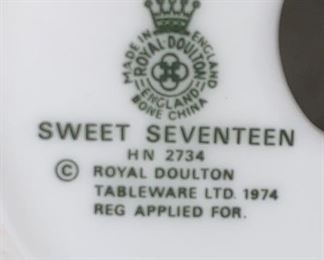 MADE IN ENGLAND
ROYAL DOULTON
ENGLAND
BONE CHINA
SWEET SEVENTEEN
HN 2734
© ROYAL DOULTON
TABLEWARE LTD. 1974
REG APPLIED FOR.